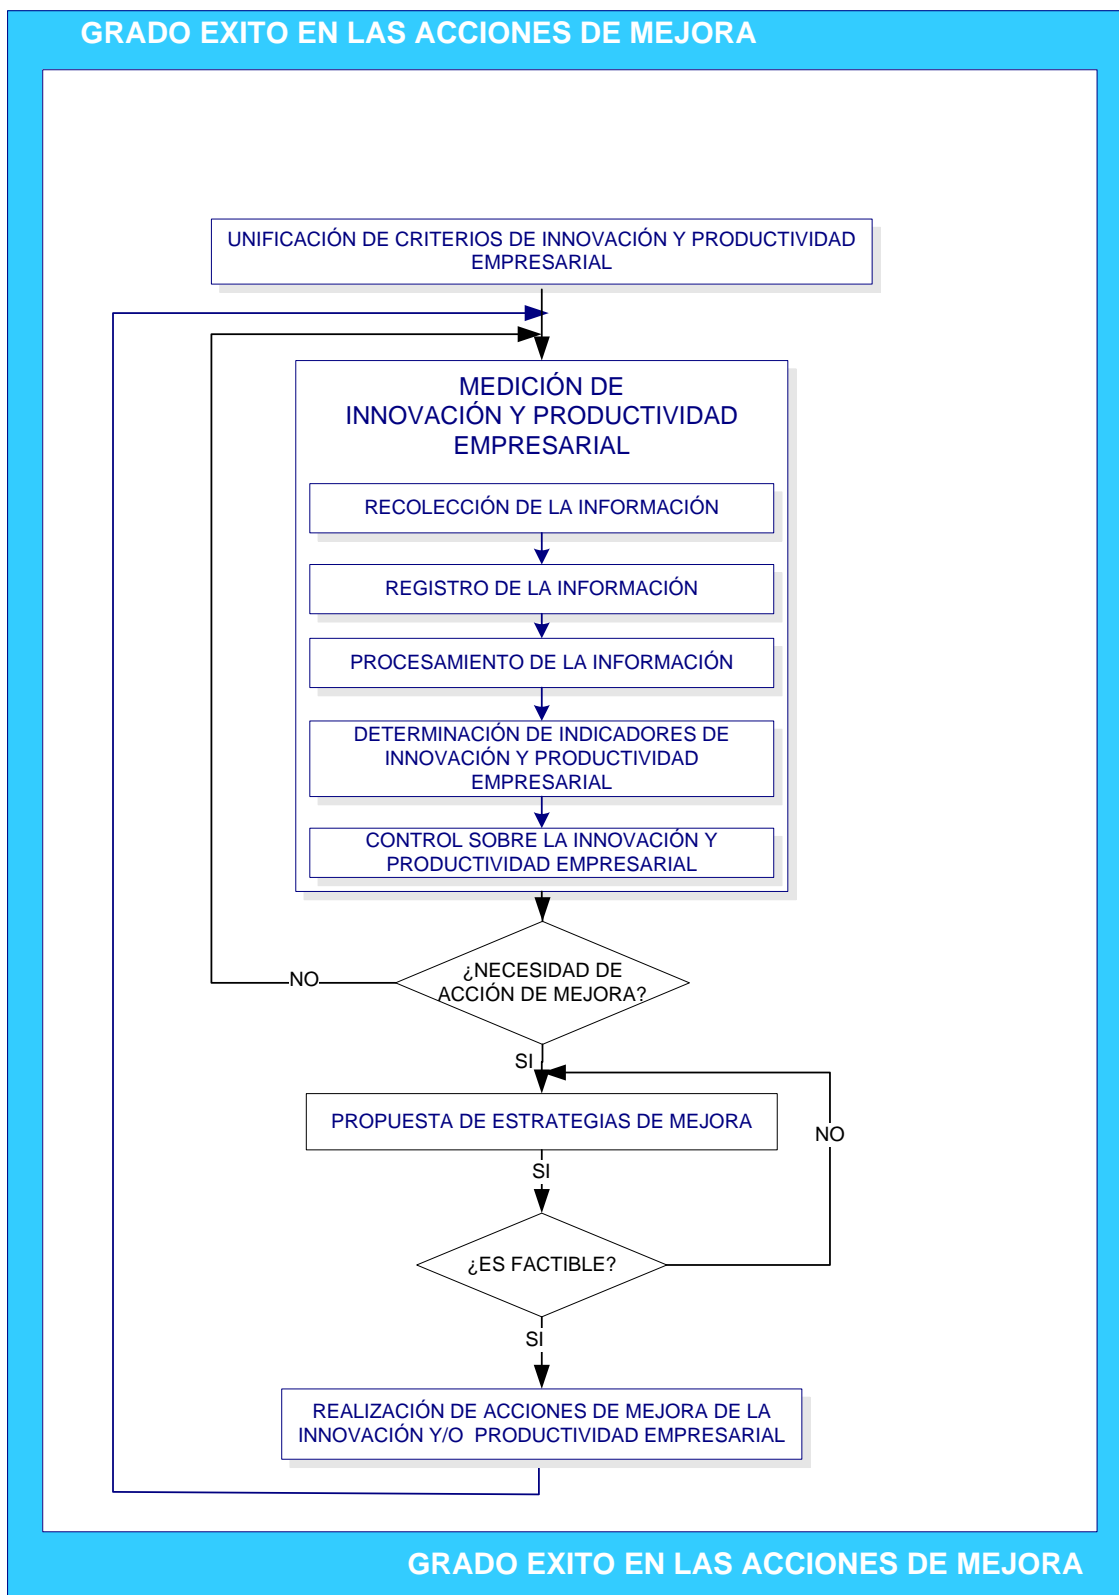 GRADO EXITO EN LAS ACCIONES DE MEJORA
UNIFICACIÓN DE CRITERIOS DE INNOVACIÓN Y PRODUCTIVIDAD
EMPRESARIAL
MEDICIÓN DE
INNOVACIÓN Y PRODUCTIVIDAD
EMPRESARIAL
RECOLECCIÓN DE LA INFORMACIÓN
REGISTRO DE LA INFORMACIÓN
PROCESAMIENTO DE LA INFORMACIÓN
DETERMINACIÓN DE INDICADORES DE
INNOVACIÓN Y PRODUCTIVIDAD
EMPRESARIAL
CONTROL SOBRE LA INNOVACIÓN Y
PRODUCTIVIDAD EMPRESARIAL
¿NECESIDAD DE
ACCIÓN DE MEJORA?
NO
SI
PROPUESTA DE ESTRATEGIAS DE MEJORA
NO
SI
¿ES FACTIBLE?
SI
REALIZACIÓN DE ACCIONES DE MEJORA DE LA
INNOVACIÓN Y/O PRODUCTIVIDAD EMPRESARIAL
GRADO EXITO EN LAS ACCIONES DE MEJORA